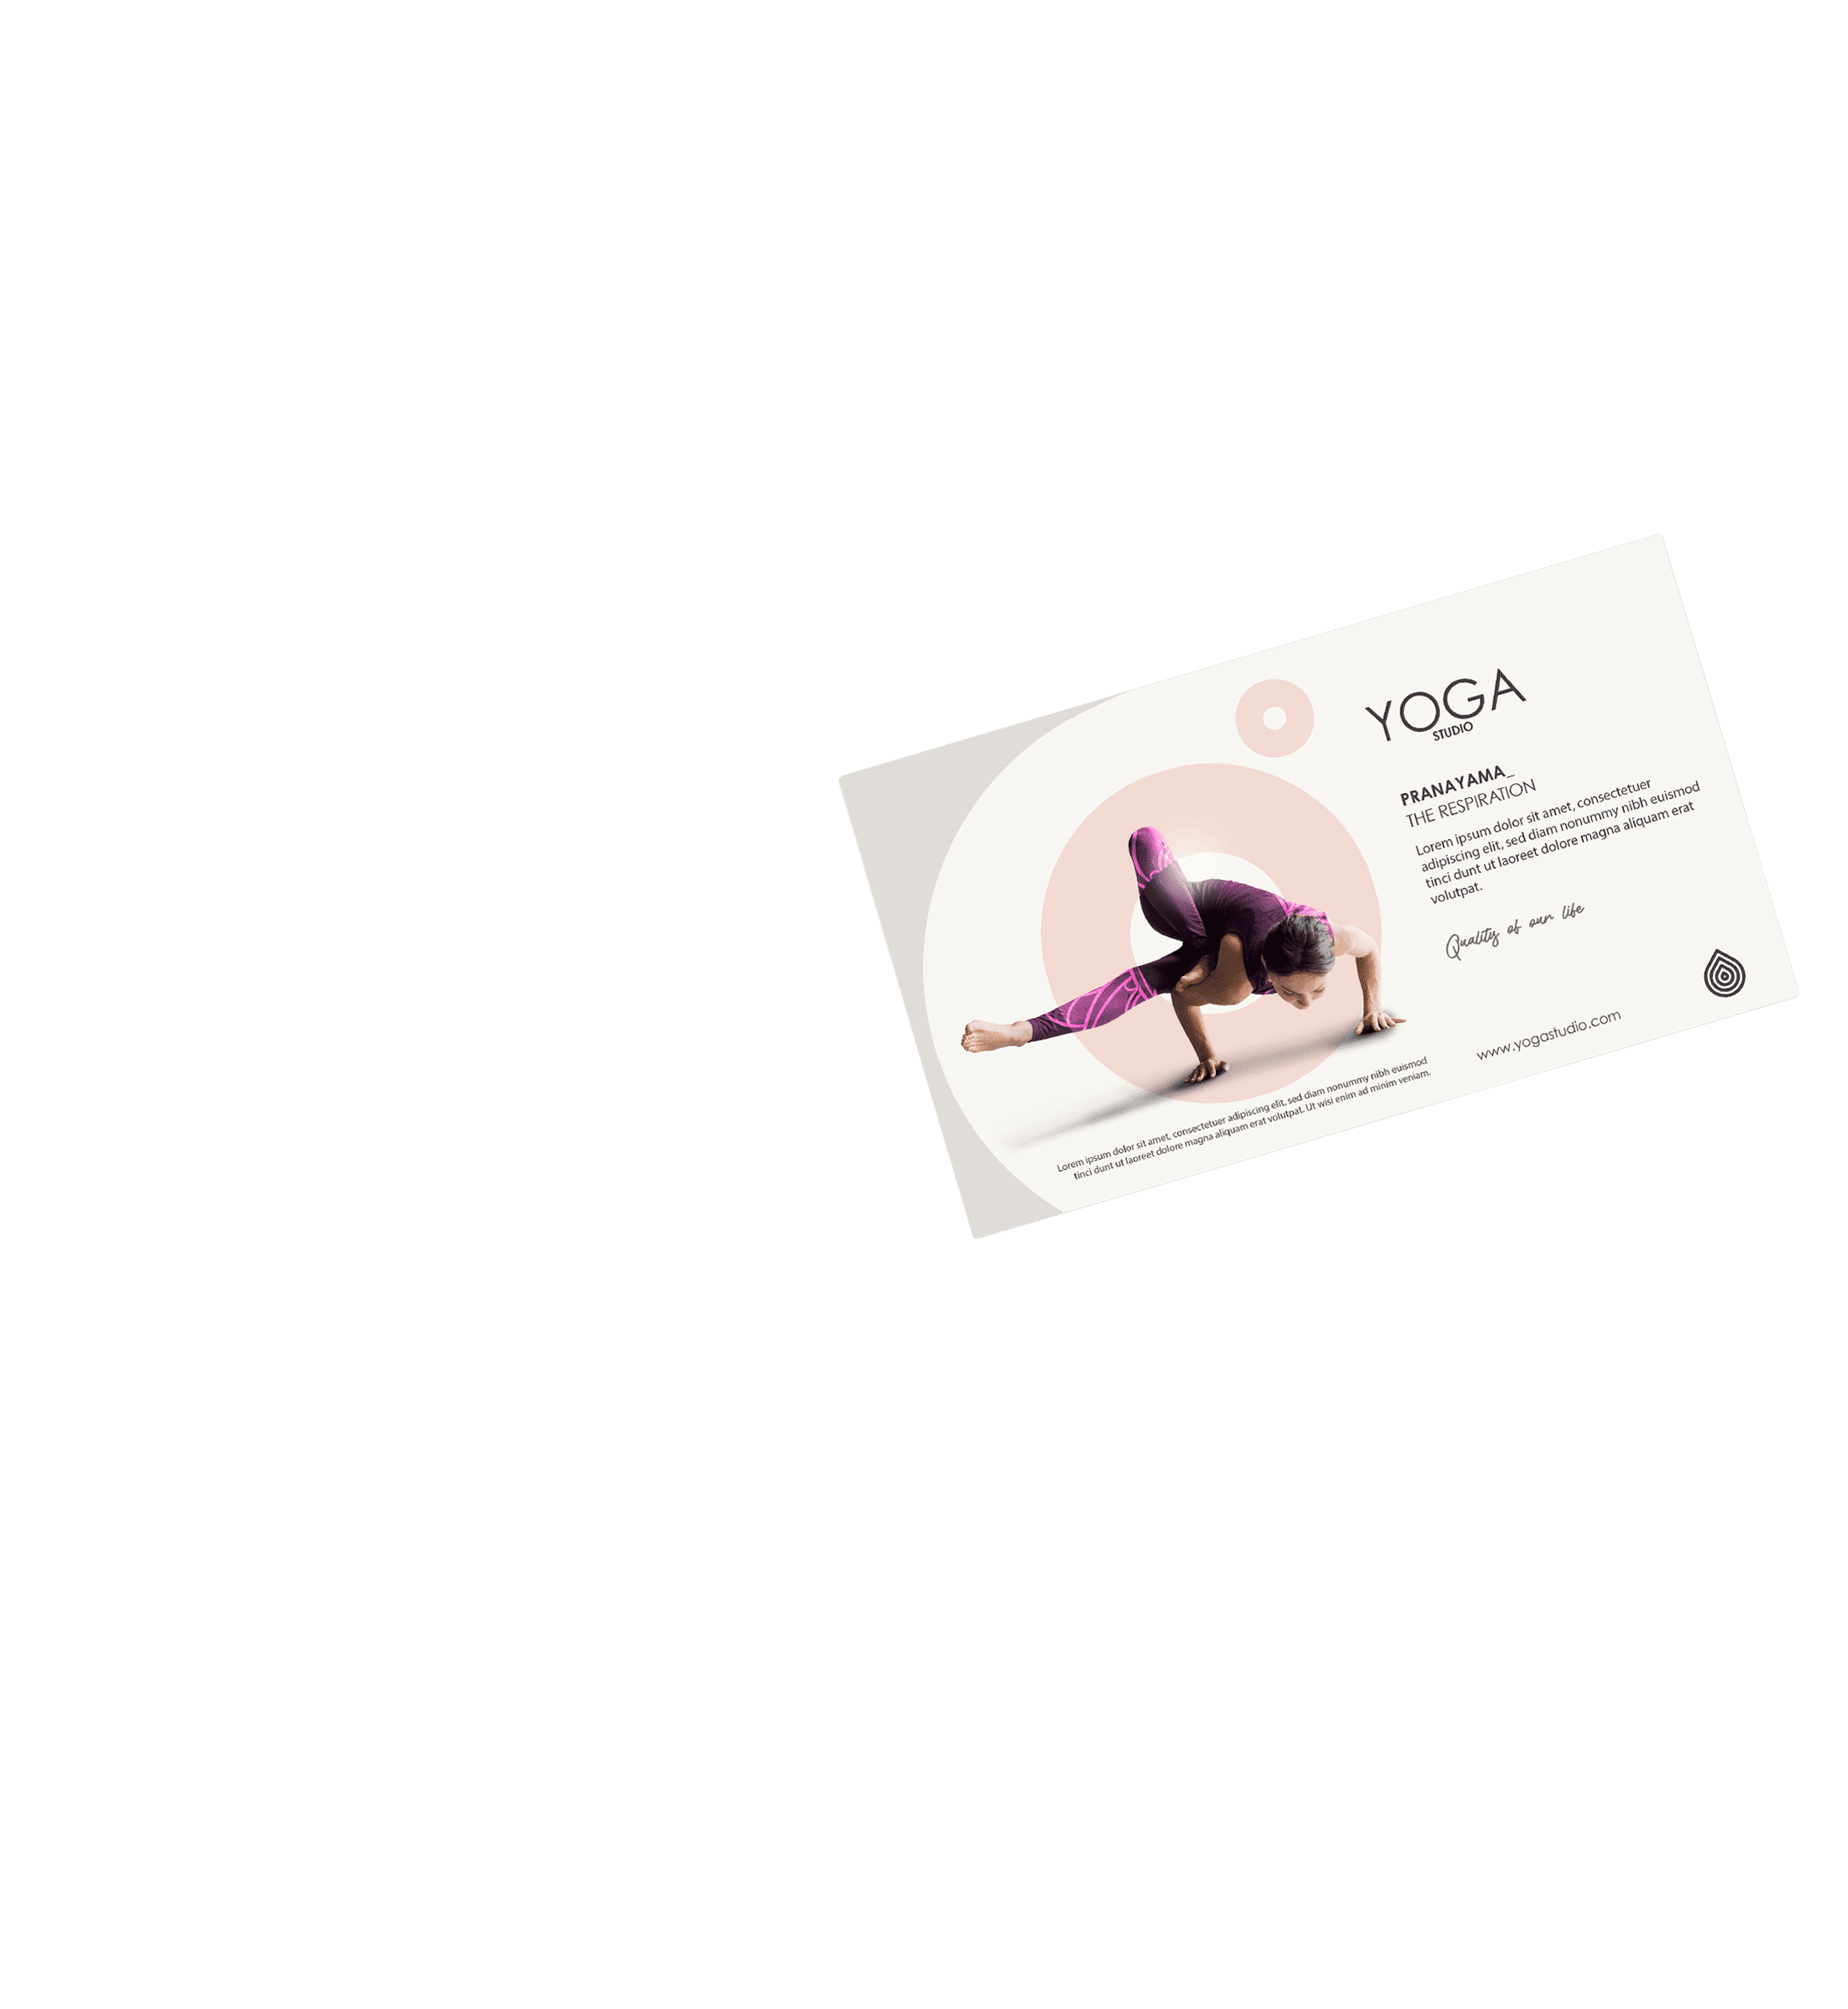 YOGA
STUDIO
PRANAYAMA_
THE RESPIRATION
Lorem ipsum dolor sit amet, consectetuer
adipiscing elit, sed diam nonummy nibh euismod
tinci dunt ut laoreet dolore magna aliquam erat
volutpat.
Quality of our life
www.yogastudio.com
Lorem ipsum dolor sit amet, consectetuer adipiscing elit, sed diam nonummy nibh euismod
tinci dunt ut laoreet dolore magna aliquam erat volutpat. Ut wisi enim ad minim veniam.